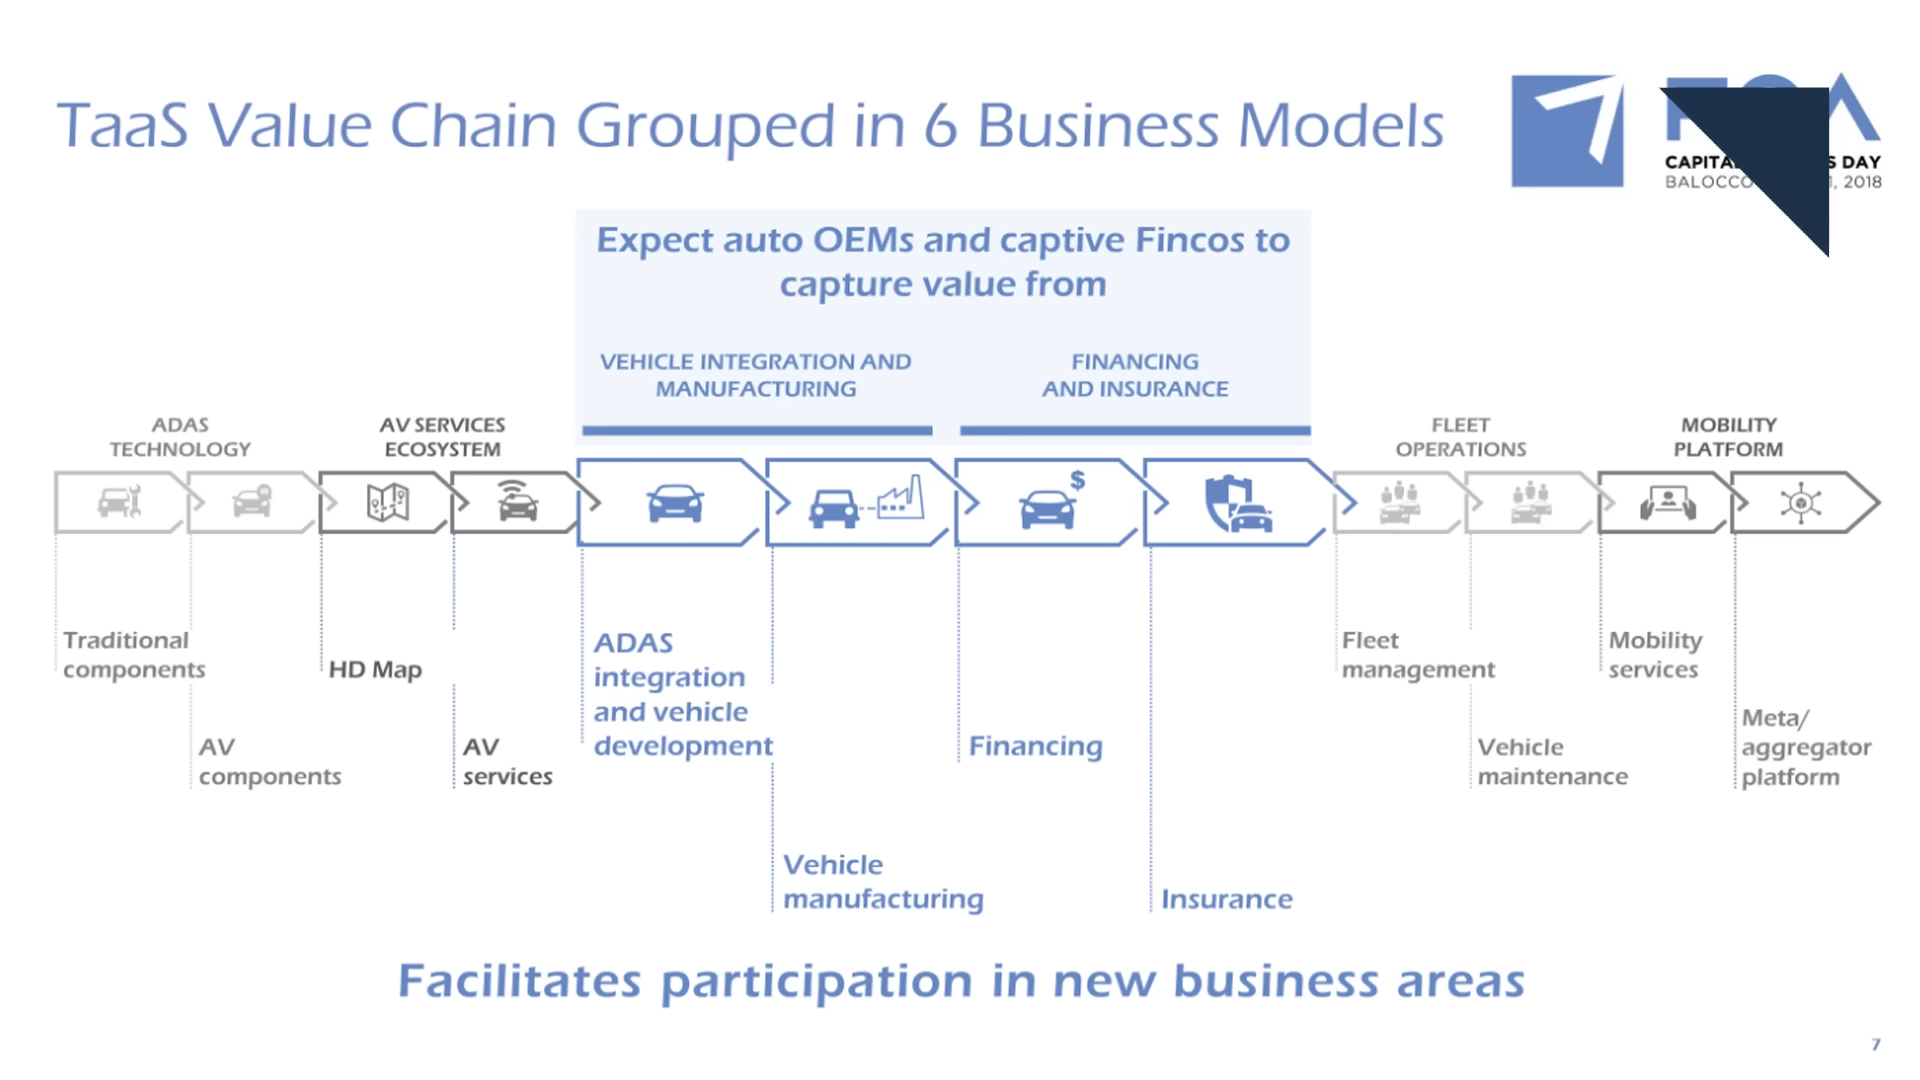 TaaS Value Chain Grouped in 6 Business Models
DAY
BALOCCO 2018
Expect auto OEMs and captive Fincos to
capture value from
VEHICLE INTEGRATION AND
MANUFACTURING
FINANCING
AND INSURANCE
ADAS
TECHNOLOGY
AV SERVICES
ECOSYSTEM
FLEET
OPERATIONS
MOBILITY
PLATFORM
$
Traditional
components
AV
components
HD Map
AV
services
ADAS
integration
and vehicle
development
Vehicle
manufacturing
Financing
Insurance
Fleet
management
Vehicle
maintenance
Mobility
services
Meta/
aggregator
platform
Facilitates participation in new business areas
7